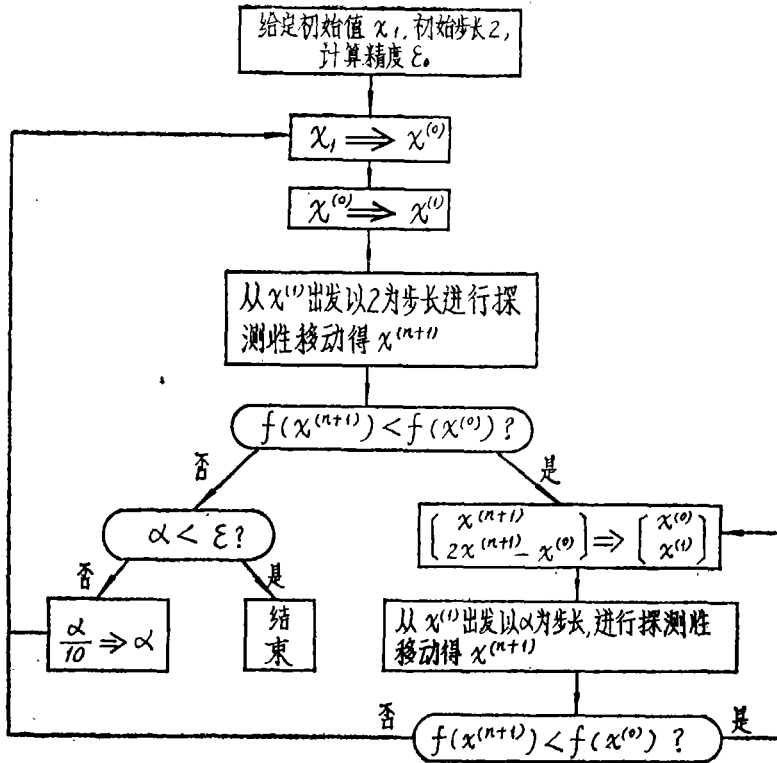 给定初始值 x₁, 初始步长2,
计算精度 ε。
x₁ ⟹ x⁽⁰⁾
x⁽⁰⁾ ⟹ x⁽¹⁾
从 x⁽¹⁾ 出发以2为步长进行探
测性移动得 x⁽ⁿ⁺¹⁾
f(x⁽ⁿ⁺¹⁾) < f(x⁽⁰⁾) ?
否
是
α < ε ?
x⁽ⁿ⁺¹⁾ ⟹ x⁽⁰⁾
2x⁽ⁿ⁺¹⁾ − x⁽⁰⁾ ⟹ x⁽¹⁾
否
是
α/10 ⟹ α
结
束
从 x⁽¹⁾ 出发以α为步长, 进行探测性
移动得 x⁽ⁿ⁺¹⁾
否
f(x⁽ⁿ⁺¹⁾) < f(x⁽⁰⁾) ?
是